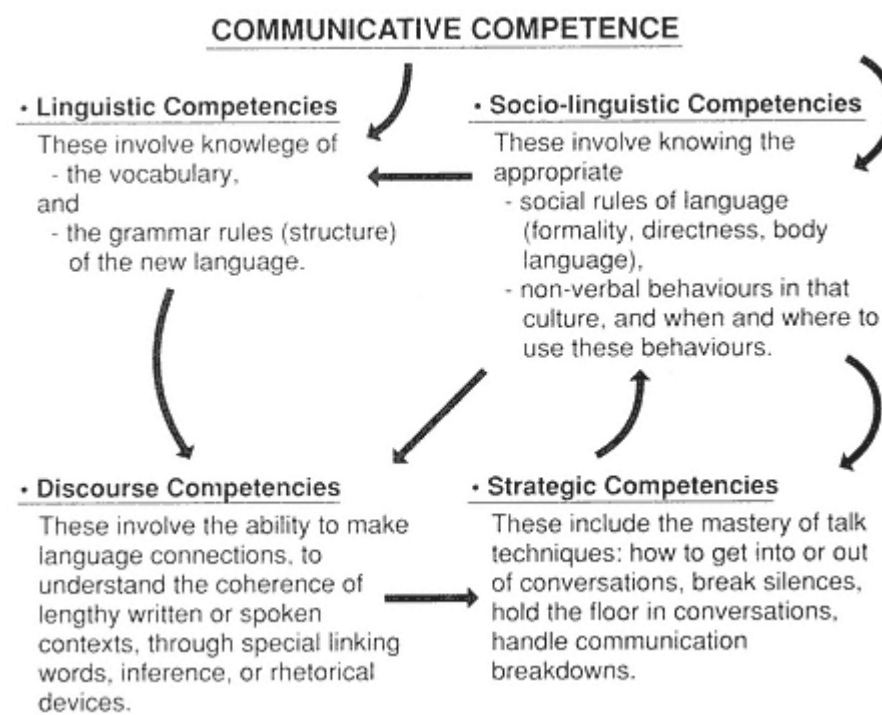 COMMUNICATIVE COMPETENCE
• Linguistic Competencies
These involve knowlege of
- the vocabulary,
and
- the grammar rules (structure)
of the new language.
• Socio-linguistic Competencies
These involve knowing the
appropriate
- social rules of language
(formality, directness, body
language),
- non-verbal behaviours in that
culture, and when and where to
use these behaviours.
• Discourse Competencies
These involve the ability to make
language connections, to
understand the coherence of
lengthy written or spoken
contexts, through special linking
words, inference, or rhetorical
devices.
• Strategic Competencies
These include the mastery of talk
techniques: how to get into or out
of conversations, break silences,
hold the floor in conversations,
handle communication
breakdowns.